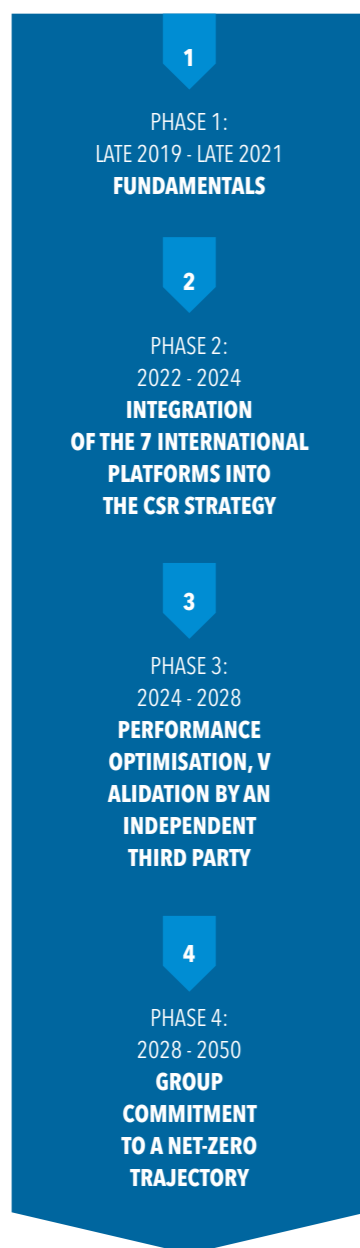 1
PHASE 1:
LATE 2019 - LATE 2021
FUNDAMENTALS
2
PHASE 2:
2022 - 2024
INTEGRATION
OF THE 7 INTERNATIONAL
PLATFORMS INTO
THE CSR STRATEGY
3
PHASE 3:
2024 - 2028
PERFORMANCE
OPTIMISATION, V
ALIDATION BY AN
INDEPENDENT
THIRD PARTY
4
PHASE 4:
2028 - 2050
GROUP
COMMITMENT
TO A NET-ZERO
TRAJECTORY